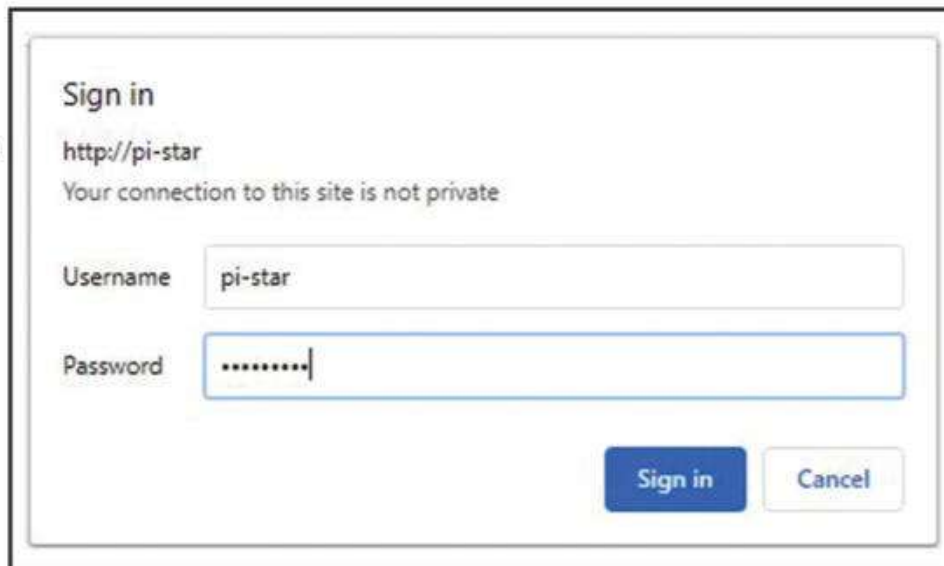 Sign in
http://pi-star
Your connection to this site is not private
Username pi-star
Password •••••••••
Sign in Cancel